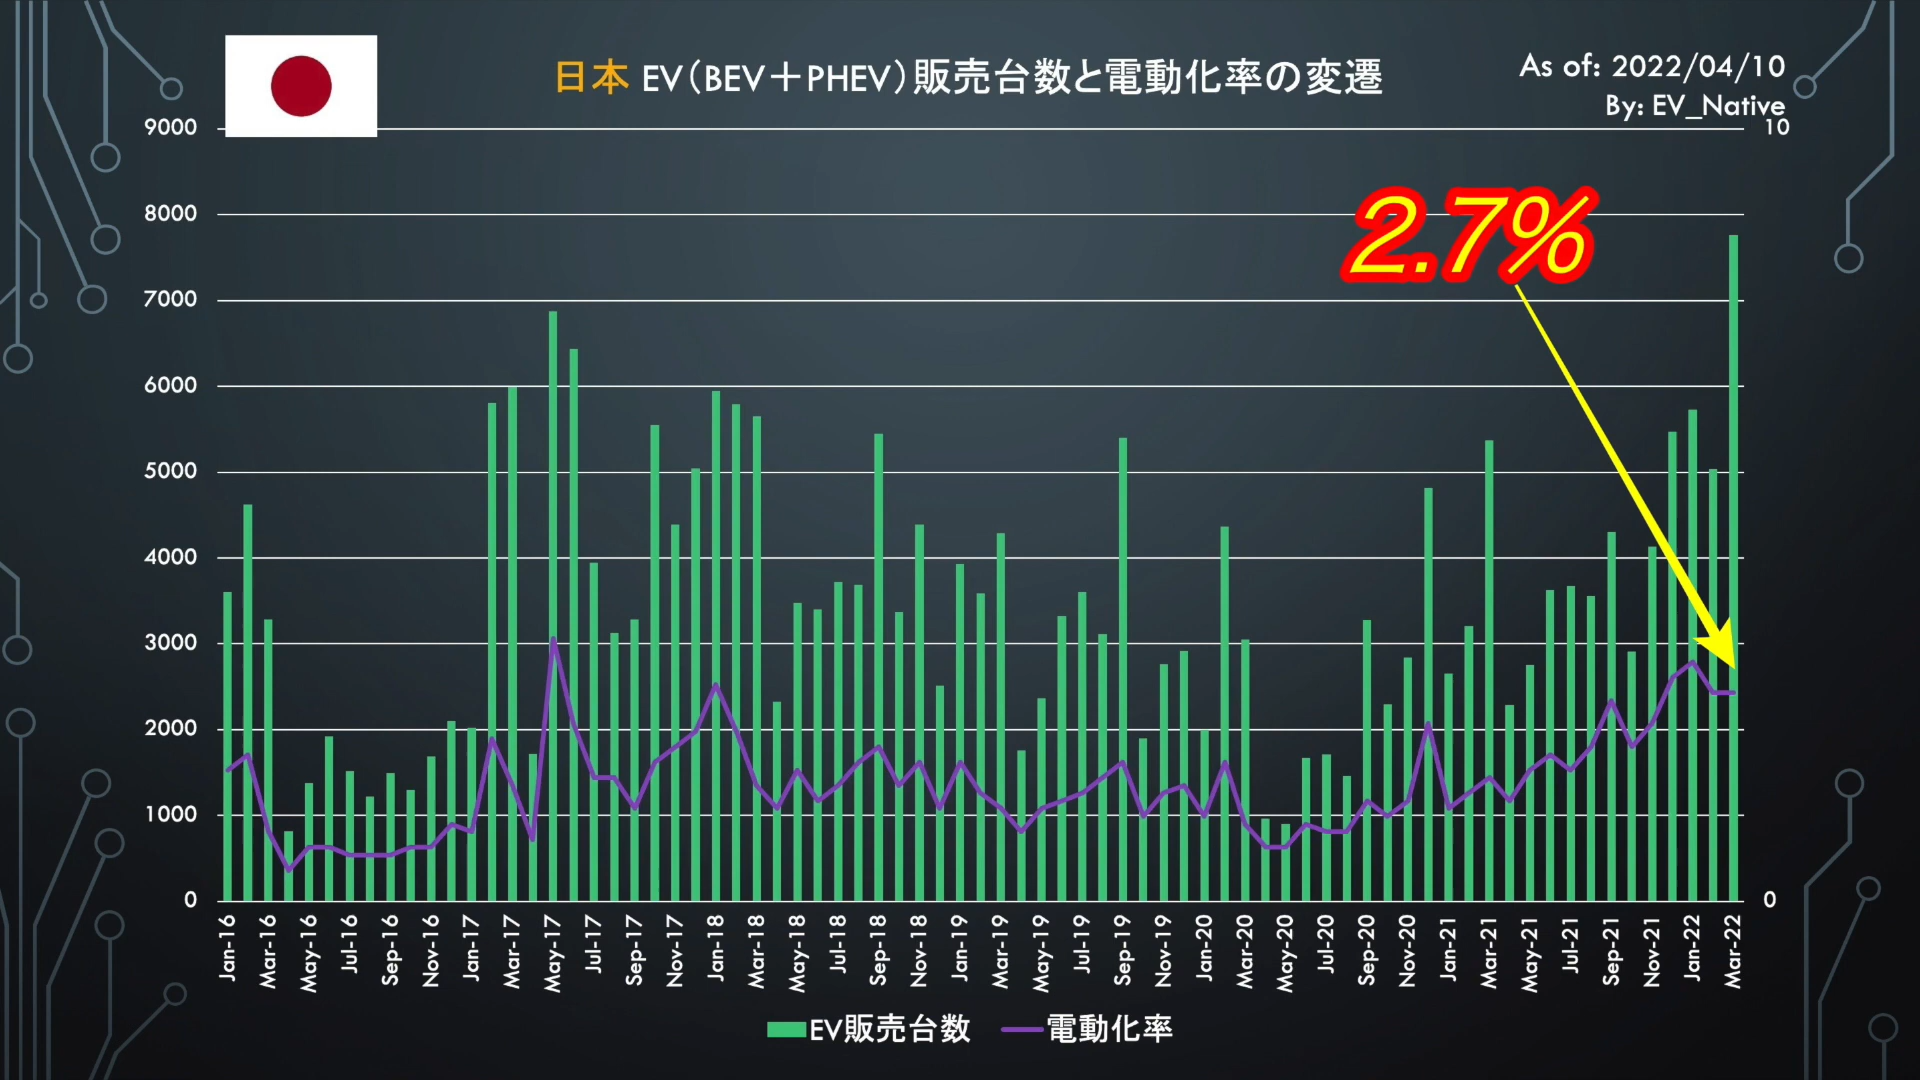 日本 EV(BEV+PHEV)販売台数と電動化率の変遷
As of: 2022/04/10
By: EV_Native
9000
8000
7000
6000
5000
4000
3000
2000
1000
0
10
0
2.7%
Jan-16
Mar-16
May-16
Jul-16
Sep-16
Nov-16
Jan-17
Mar-17
May-17
Jul-17
Sep-17
Nov-17
Jan-18
Mar-18
May-18
Jul-18
Sep-18
Nov-18
Jan-19
Mar-19
May-19
Jul-19
Sep-19
Nov-19
Jan-20
Mar-20
May-20
Jul-20
Sep-20
Nov-20
Jan-21
Mar-21
May-21
Jul-21
Sep-21
Nov-21
Jan-22
Mar-22
EV販売台数
電動化率